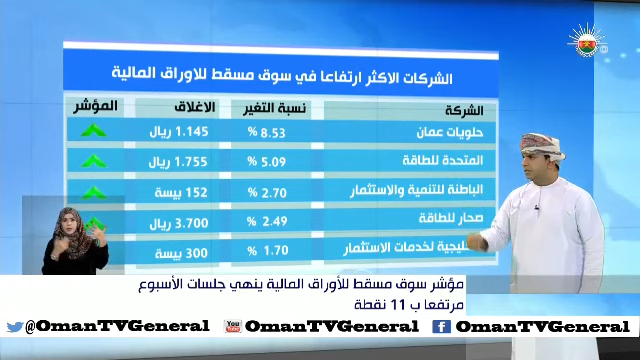 الشركات الاكثر ارتفاعا في سوق مسقط للاوراق المالية
الشركة نسبة التغير الاغلاق المؤشر
حلويات عمان 8.53 % 1.145 ريال
المتحدة للطاقة 5.09 % 1.755 ريال
الباطنة للتنمية والاستثمار 2.70 % 152 بيسة
صحار للطاقة 2.49 % 3.700 ريال
لخدمات الاستثمار 1.70 % 300 بيسة
مؤشر سوق مسقط للأوراق المالية ينهي جلسات الأسبوع
مرتفعا ب 11 نقطة
@OmanTVGeneral You Tube OmanTVGeneral f OmanTVGeneral